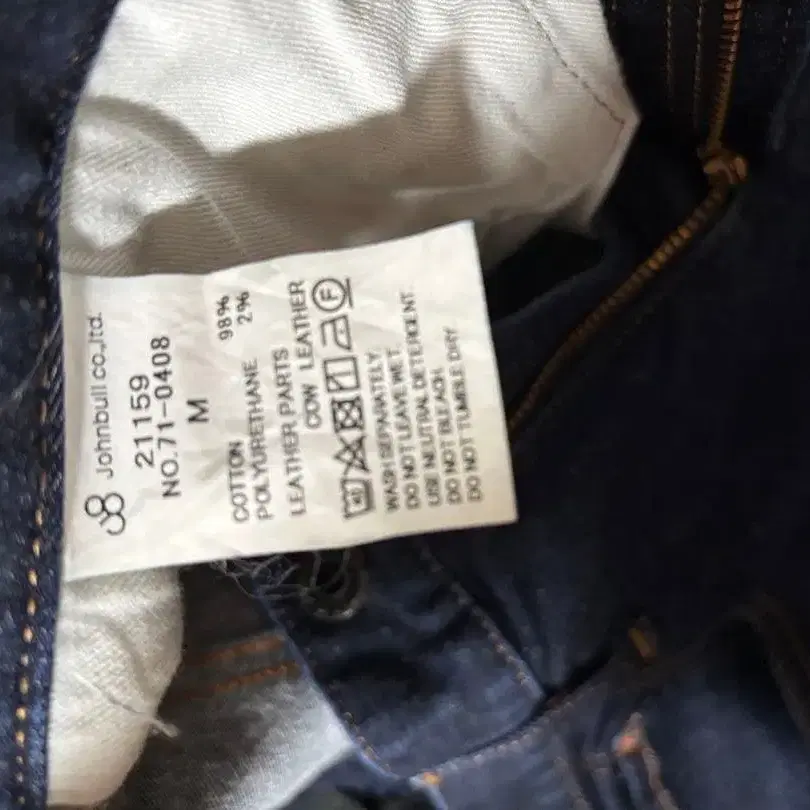 Johnbull co.,ltd.
21159
NO.71-0408
M
COTTON 98%
POLYURETHANE 2%
LEATHER PARTS
COW LEATHER
F
WASH SEPARATELY.
DO NOT LEAVE WET.
USE NEUTRAL DETERGENT.
DO NOT BLEACH.
DO NOT TUMBLE DRY.